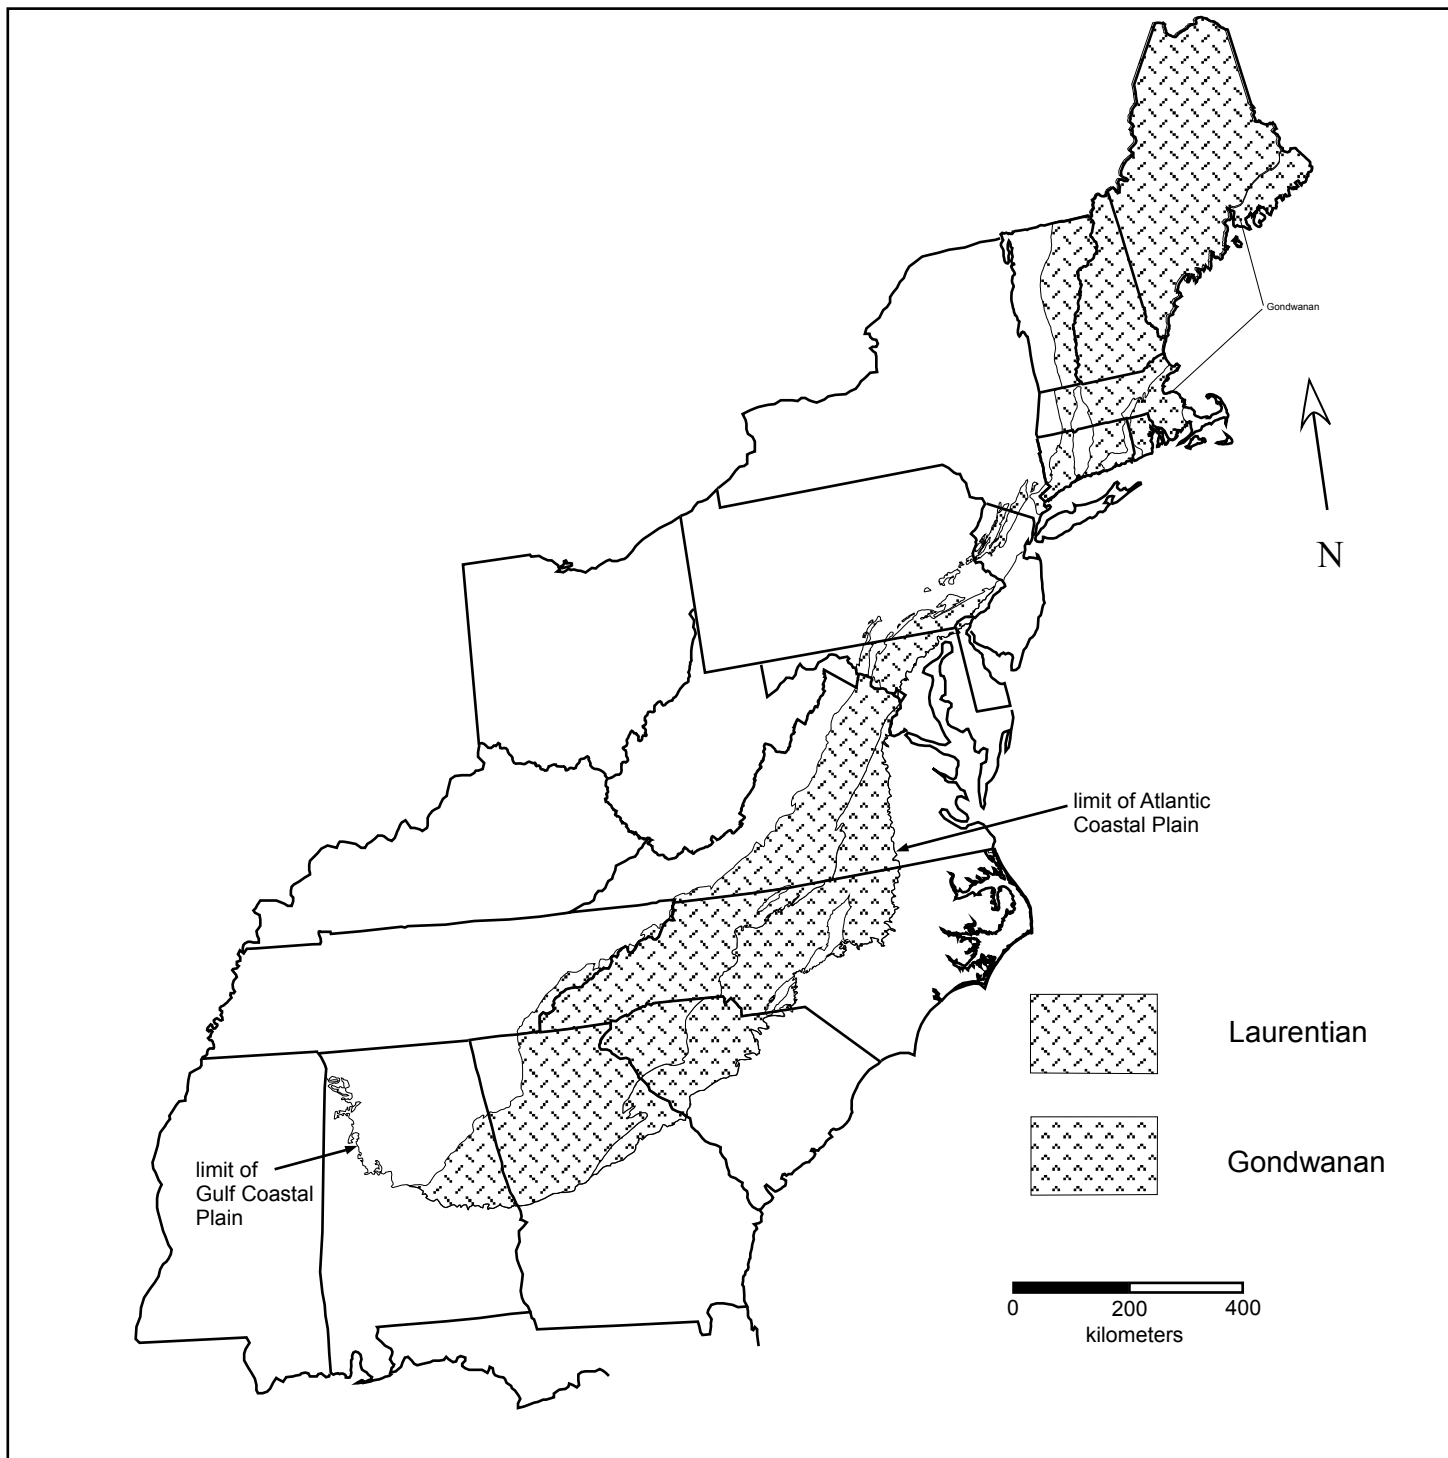 Gondwanan
N
limit of Atlantic
Coastal Plain
Laurentian
Gondwanan
limit of
Gulf Coastal
Plain
0 200 400
kilometers